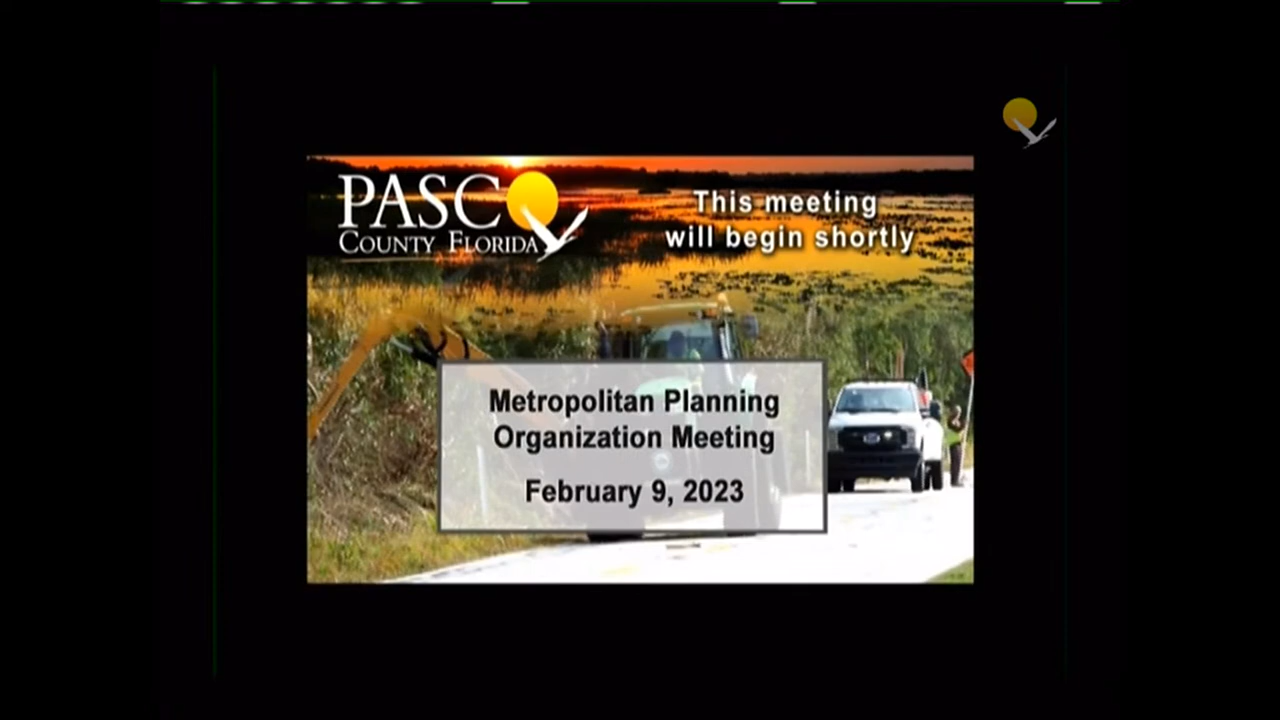 PASCO
COUNTY FLORIDA
This meeting
will begin shortly
Metropolitan Planning
Organization Meeting
February 9, 2023